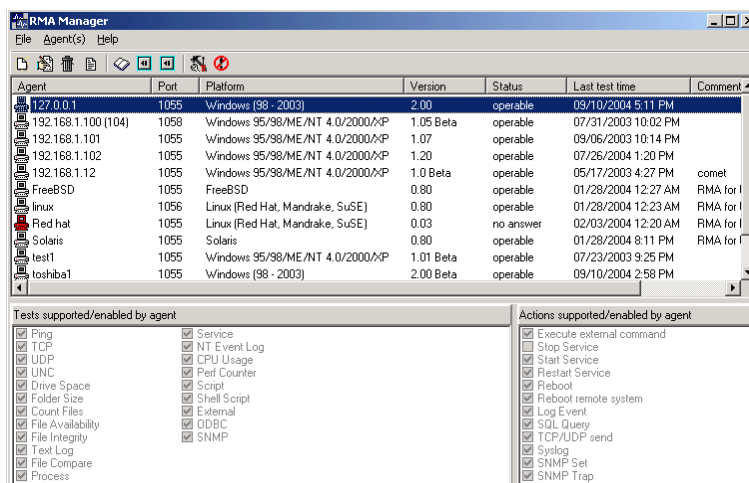 RMA Manager
File Agent(s) Help
Agent Port Platform Version Status Last test time Comment
127.0.0.1 1055 Windows (98 - 2003) 2.00 operable 09/10/2004 5:11 PM
192.168.1.100 (104) 1058 Windows 95/98/ME/NT 4.0/2000/XP 1.05 Beta operable 07/31/2003 10:02 PM
192.168.1.101 1055 Windows 95/98/ME/NT 4.0/2000/XP 1.07 operable 09/06/2003 10:14 PM
192.168.1.102 1055 Windows 95/98/ME/NT 4.0/2000/XP 1.20 operable 07/26/2004 1:20 PM
192.168.1.12 1055 Windows 95/98/ME/NT 4.0/2000/XP 1.0 Beta operable 05/17/2003 4:27 PM comet
FreeBSD 1055 FreeBSD 0.80 operable 01/28/2004 12:27 AM RMA for
linux 1056 Linux (Red Hat, Mandrake, SuSE) 0.80 operable 01/28/2004 12:23 AM RMA for
Red hat 1055 Linux (Red Hat, Mandrake, SuSE) 0.03 no answer 02/03/2004 12:20 AM RMA for
Solaris 1055 Solaris 0.80 operable 01/28/2004 8:11 PM RMA for
test1 1055 Windows 95/98/ME/NT 4.0/2000/XP 1.01 Beta operable 07/23/2003 9:25 PM
toshiba1 1055 Windows (98 - 2003) 2.00 Beta operable 09/10/2004 2:58 PM
Tests supported/enabled by agent
Ping Service
TCP NT Event Log
UDP CPU Usage
UNC Perf Counter
Drive Space Script
Folder Size Shell Script
Count Files External
File Availability ODBC
File Integrity SNMP
Text Log
File Compare
Process
Actions supported/enabled by agent
Execute external command
Stop Service
Start Service
Restart Service
Reboot
Reboot remote system
Log Event
SQL Query
TCP/UDP send
Syslog
SNMP Set
SNMP Trap